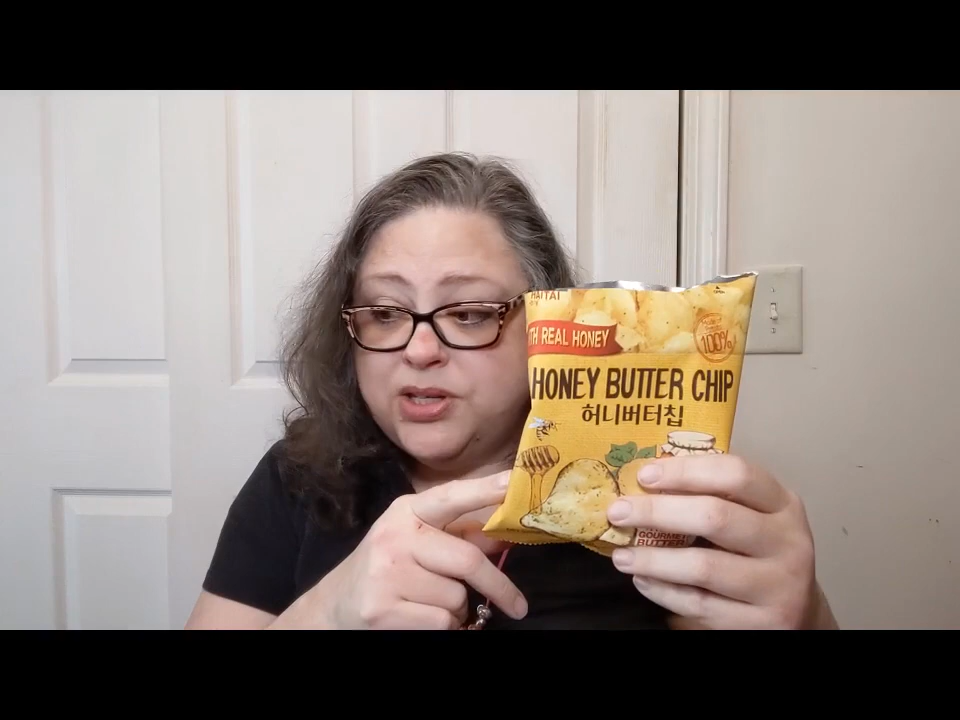 HAITAI
TH REAL HONEY
100%
HONEY BUTTER CHIP
허니버터칩
GOURMET
BUTTER